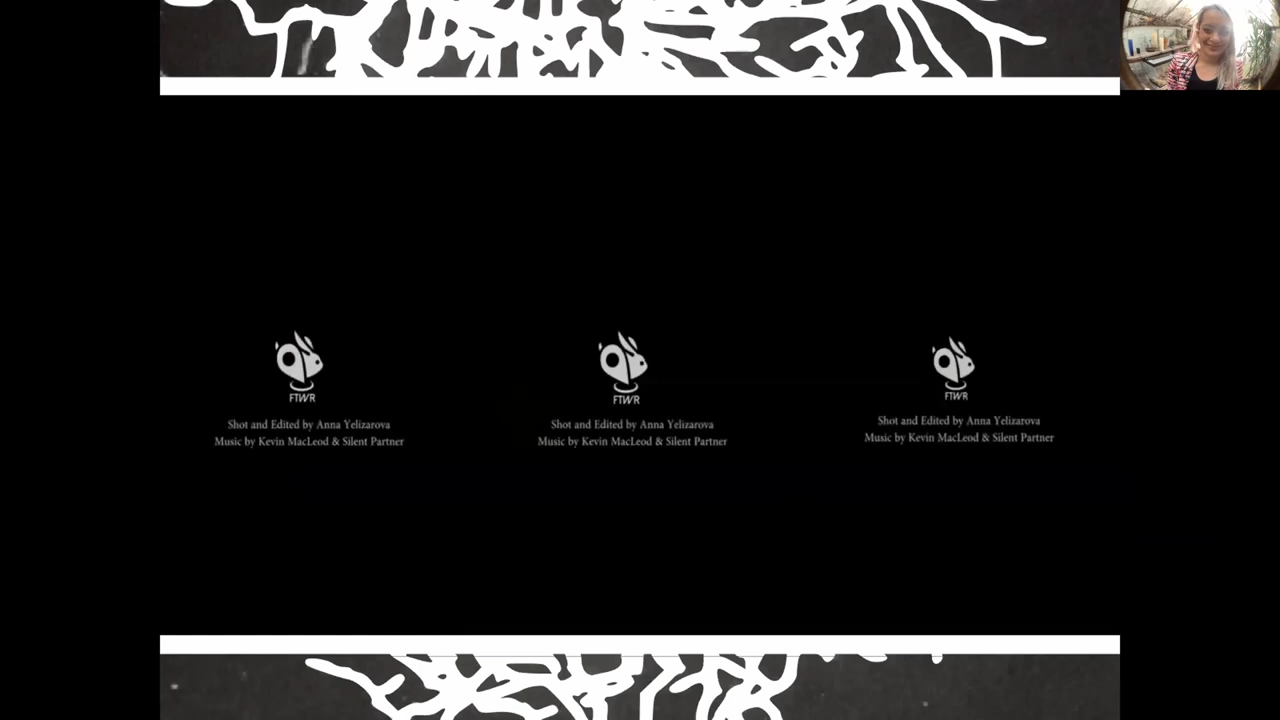 FTWR
Shot and Edited by Anna Yelizarova
Music by Kevin MacLeod & Silent Partner
FTWR
Shot and Edited by Anna Yelizarova
Music by Kevin MacLeod & Silent Partner
FTWR
Shot and Edited by Anna Yelizarova
Music by Kevin MacLeod & Silent Partner